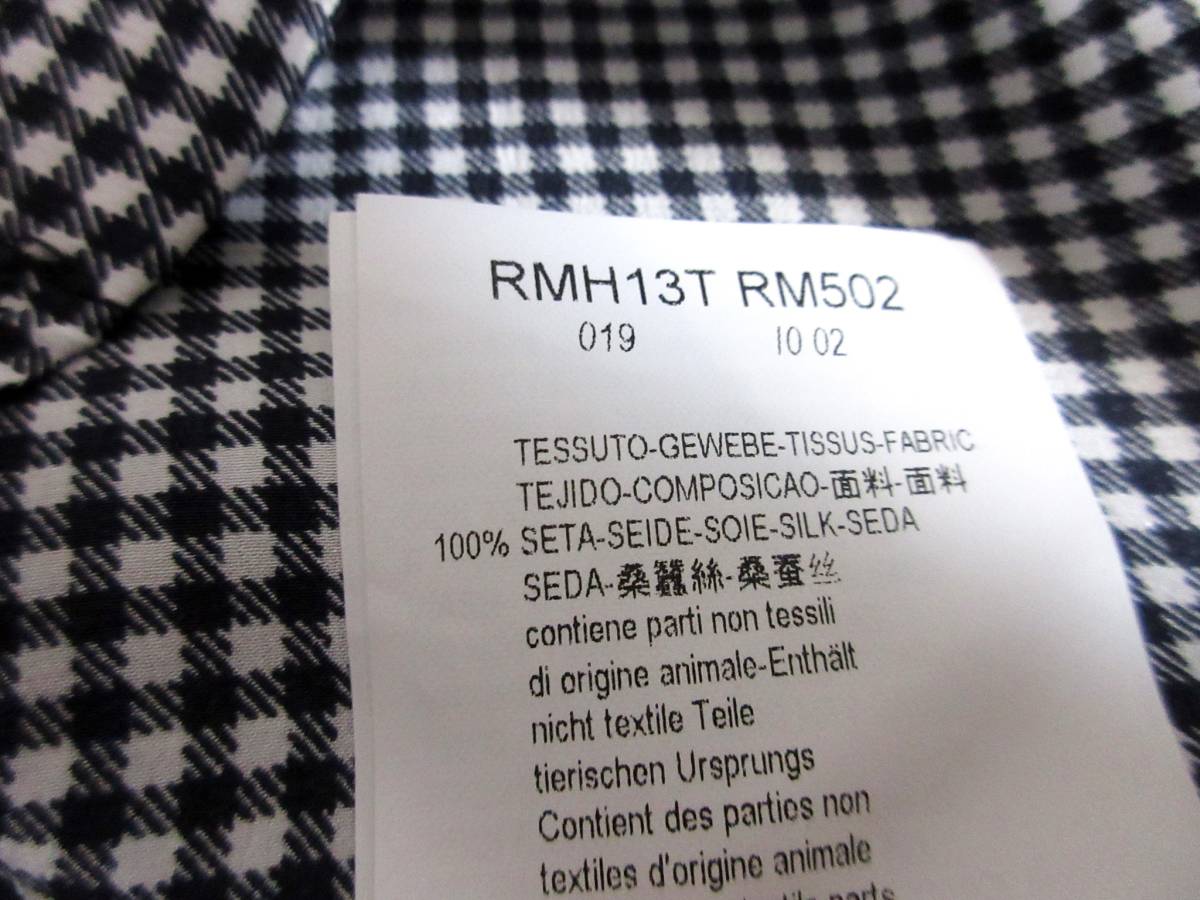 RMH13T RM502
019 I0 02
TESSUTO-GEWEBE-TISSUS-FABRIC
TEJIDO-COMPOSICAO-面料-面料
100% SETA-SEIDE-SOIE-SILK-SEDA
SEDA-桑蠶絲-桑蚕丝
contiene parti non tessili
di origine animale-Enthält
nicht textile Teile
tierischen Ursprungs
Contient des parties non
textiles d'origine animale
parts